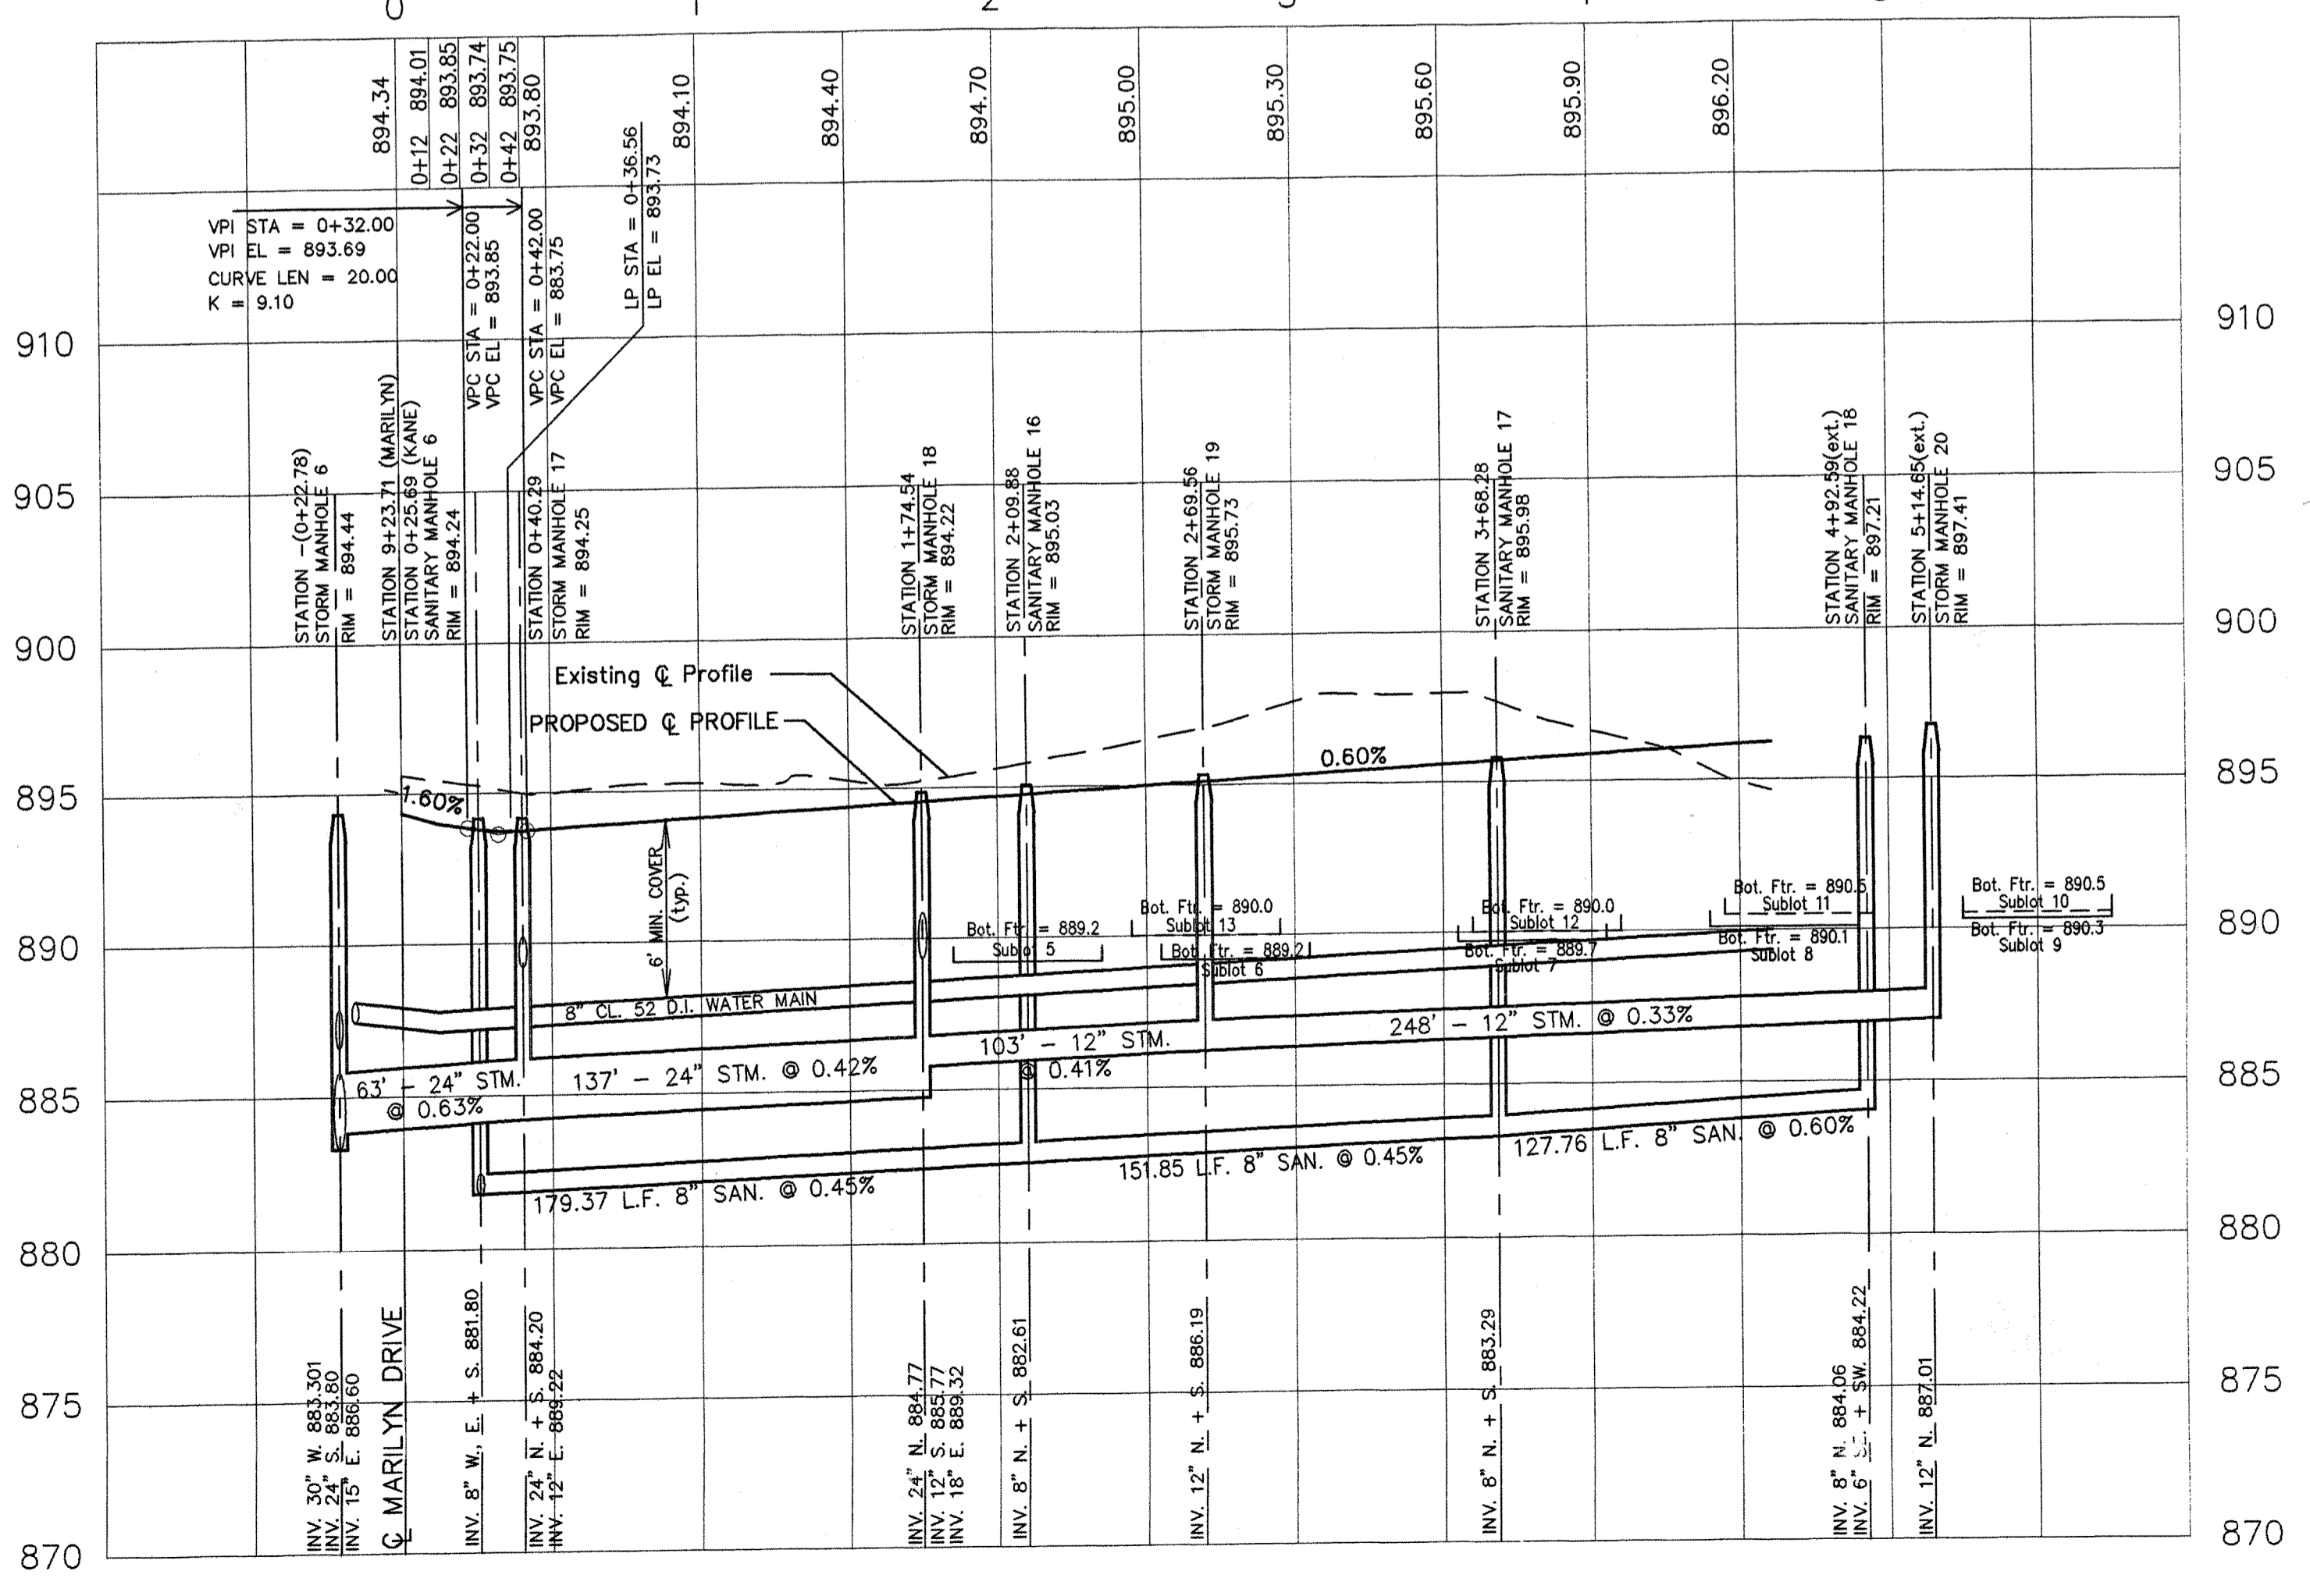 0
1
2
894.34
0+12 894.01
0+22 893.85
0+32 893.74
0+42 893.75
893.80
894.10
894.40
894.70
895.00
895.30
895.60
895.90
896.20
VPI STA = 0+32.00
VPI EL = 893.69
CURVE LEN = 20.00
K = 9.10
VPC STA = 0+22.00
VPC EL = 893.85
VPC STA = 0+42.00
VPC EL = 883.75
LP STA = 0+36.56
LP EL = 893.73
910
910
905
905
900
900
895
895
890
890
885
885
880
880
875
875
870
870
STATION -(0+22.78)
STORM MANHOLE 6
RIM = 894.44
STATION 9+23.71 (MARILYN)
STATION 0+25.69 (KANE)
SANITARY MANHOLE 6
RIM = 894.24
STATION 0+40.29
STORM MANHOLE 17
RIM = 894.25
STATION 1+74.54
STORM MANHOLE 18
RIM = 894.22
STATION 2+09.88
SANITARY MANHOLE 16
RIM = 895.03
STATION 2+69.56
STORM MANHOLE 19
RIM = 895.73
STATION 3+68.28
SANITARY MANHOLE 17
RIM = 895.98
STATION 4+92.59(ext.)
SANITARY MANHOLE 18
RIM = 897.21
STATION 5+14.65(ext.)
STORM MANHOLE 20
RIM = 897.41
Existing ℄ Profile
PROPOSED ℄ PROFILE
1.60%
0.60%
6' MIN. COVER
(typ.)
Bot. Ftr. = 889.2
Sublot 5
Bot. Ftr. = 890.0
Sublot 13
Bot. Ftr. = 889.2
Sublot 6
Bot. Ftr. = 890.0
Sublot 12
Bot. Ftr. = 889.7
Sublot 7
Bot. Ftr. = 890.5
Sublot 11
Bot. Ftr. = 890.1
Sublot 8
Bot. Ftr. = 890.5
Sublot 10
Bot. Ftr. = 890.3
Sublot 9
8" CL. 52 D.I. WATER MAIN
63' - 24" STM.
@ 0.63%
137' - 24" STM. @ 0.42%
103' - 12" STM.
@ 0.41%
248' - 12" STM. @ 0.33%
179.37 L.F. 8" SAN. @ 0.45%
151.85 L.F. 8" SAN. @ 0.45%
127.76 L.F. 8" SAN. @ 0.60%
INV. 30" W. 883.301
INV. 24" S. 883.80
INV. 15" E. 886.60
℄ MARILYN DRIVE
INV. 8" W., E. + S. 881.80
INV. 24" N. + S. 884.20
INV. 12" E. 889.22
INV. 24" N. 884.77
INV. 12" S. 885.77
INV. 18" E. 889.32
INV. 8" N. + S. 882.61
INV. 12" N. + S. 886.19
INV. 8" N. + S. 883.29
INV. 8" N. 884.06
INV. 6" SE. + SW. 884.22
INV. 12" N. 887.01